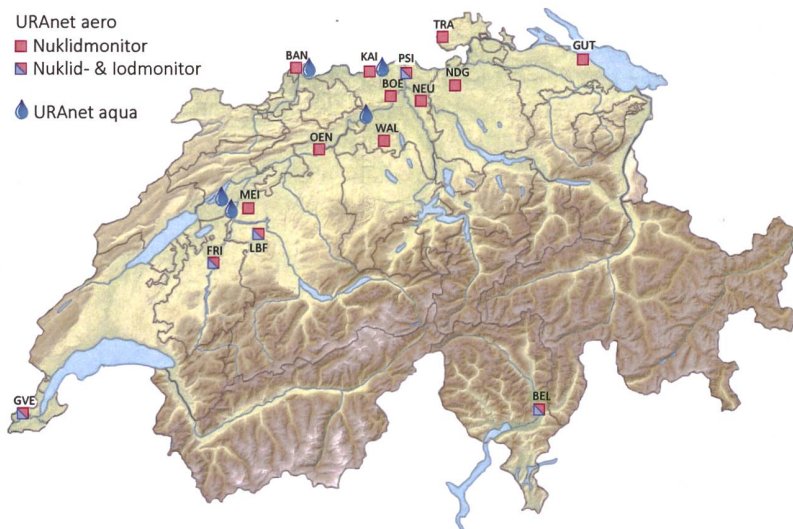 URAnet aero
Nuklidmonitor
Nuklid- & Iodmonitor
URAnet aqua
TRA
BAN
KAI
PSI
GUT
NDG
BOE
NEU
OEN
WAL
MEI
LBF
FRI
GVE
BEL